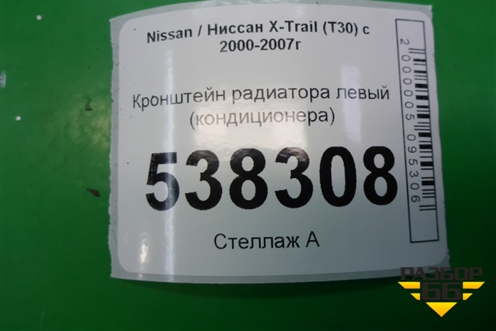 Nissan / Ниссан X-Trail (T30) с
2000-2007г
Кронштейн радиатора левый
(кондиционера)
538308
Стеллаж А
2000005095306
РАЗБОР
66